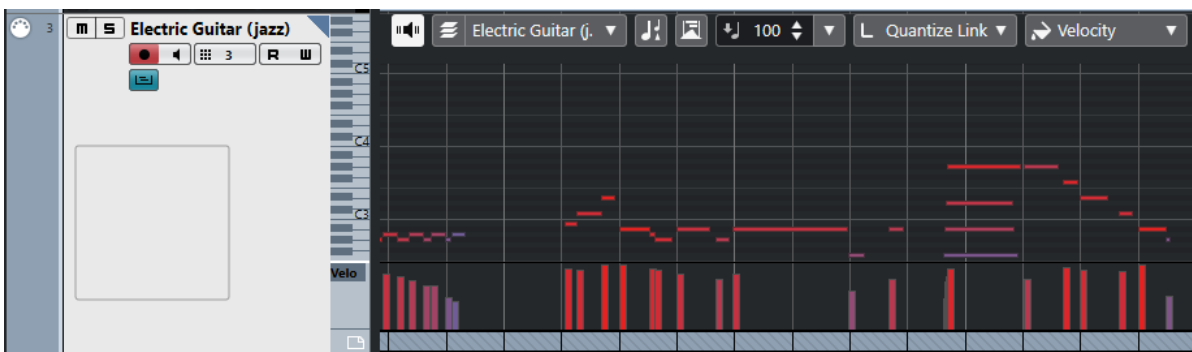 3 m S Electric Guitar (jazz)
3 R W
Electric Guitar (j. 100 Quantize Link Velocity
C5
C4
C3
Velo